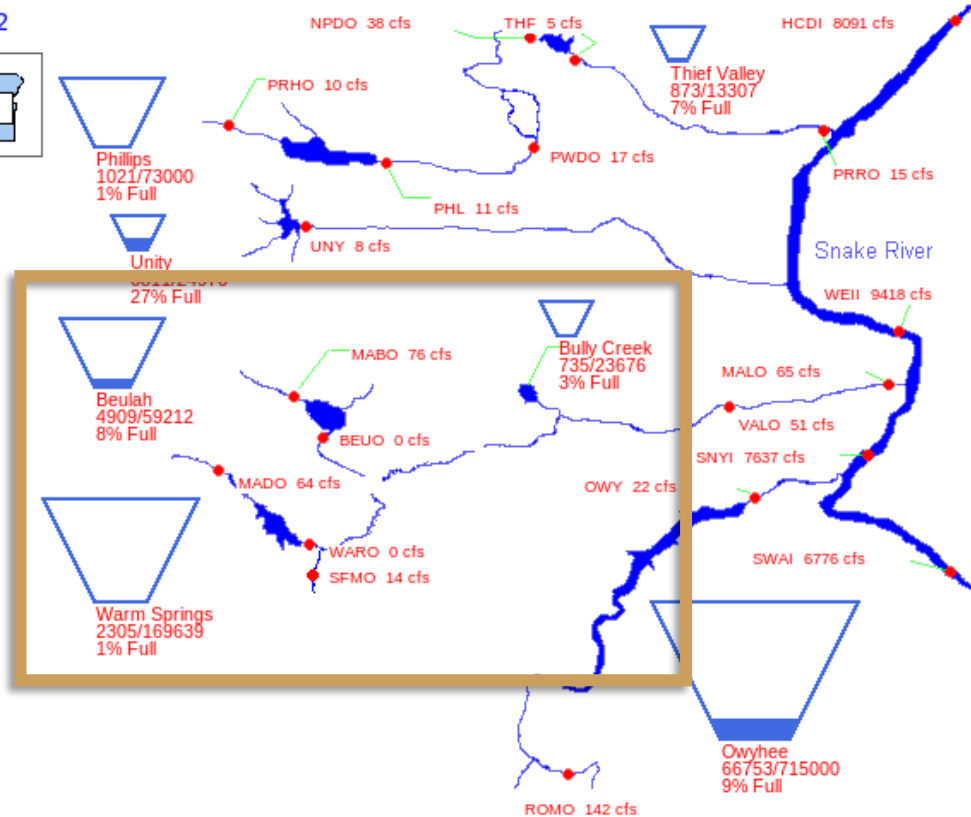 2
NPDO 38 cfs
THF 5 cfs
HCDI 8091 cfs
Thief Valley
873/13307
7% Full
PRHO 10 cfs
Phillips
1021/73000
1% Full
PWDO 17 cfs
PRRO 15 cfs
PHL 11 cfs
UNY 8 cfs
Snake River
Unity
27% Full
WEII 9418 cfs
MABO 76 cfs
Bully Creek
735/23676
3% Full
MALO 65 cfs
Beulah
4909/59212
8% Full
BEUO 0 cfs
VALO 51 cfs
SNYI 7637 cfs
MADO 64 cfs
OWY 22 cfs
WARO 0 cfs
SWAI 6776 cfs
SFMO 14 cfs
Warm Springs
2305/169639
1% Full
Owyhee
66753/715000
9% Full
ROMO 142 cfs